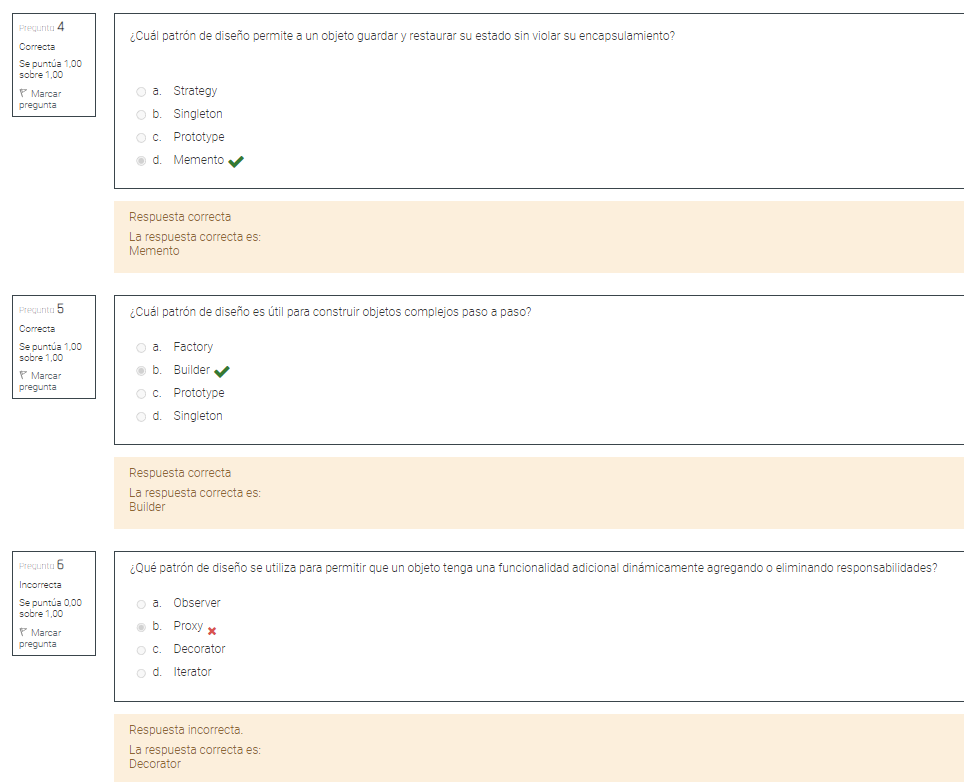 Pregunta 4
Correcta
Se puntúa 1,00
sobre 1,00
Marcar
pregunta
¿Cuál patrón de diseño permite a un objeto guardar y restaurar su estado sin violar su encapsulamiento?
a. Strategy
b. Singleton
c. Prototype
d. Memento
Respuesta correcta
La respuesta correcta es:
Memento
Pregunta 5
Correcta
Se puntúa 1,00
sobre 1,00
Marcar
pregunta
¿Cuál patrón de diseño es útil para construir objetos complejos paso a paso?
a. Factory
b. Builder
c. Prototype
d. Singleton
Respuesta correcta
La respuesta correcta es:
Builder
Pregunta 6
Incorrecta
Se puntúa 0,00
sobre 1,00
Marcar
pregunta
¿Qué patrón de diseño se utiliza para permitir que un objeto tenga una funcionalidad adicional dinámicamente agregando o eliminando responsabilidades?
a. Observer
b. Proxy
c. Decorator
d. Iterator
Respuesta incorrecta.
La respuesta correcta es:
Decorator